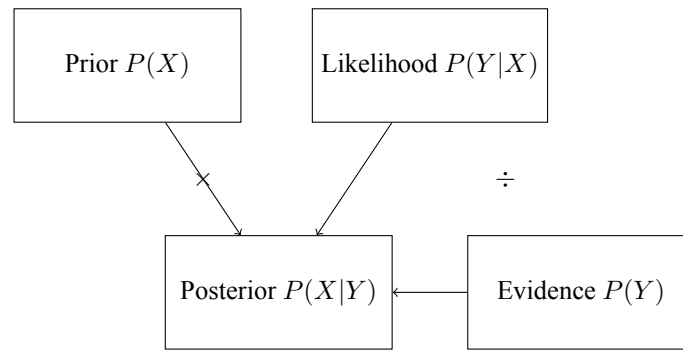 Prior P(X)
Likelihood P(Y|X)
×
÷
Posterior P(X|Y)
Evidence P(Y)